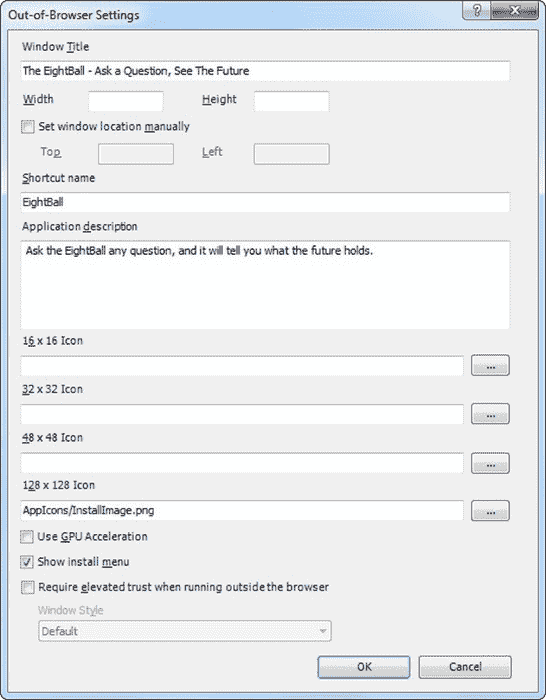 Out-of-Browser Settings
Window Title
The EightBall - Ask a Question, See The Future
Width Height
Set window location manually
Top Left
Shortcut name
EightBall
Application description
Ask the EightBall any question, and it will tell you what the future holds.
16 x 16 Icon
...
32 x 32 Icon
...
48 x 48 Icon
...
128 x 128 Icon
AppIcons/InstallImage.png ...
Use GPU Acceleration
Show install menu
Require elevated trust when running outside the browser
Window Style
Default
OK Cancel